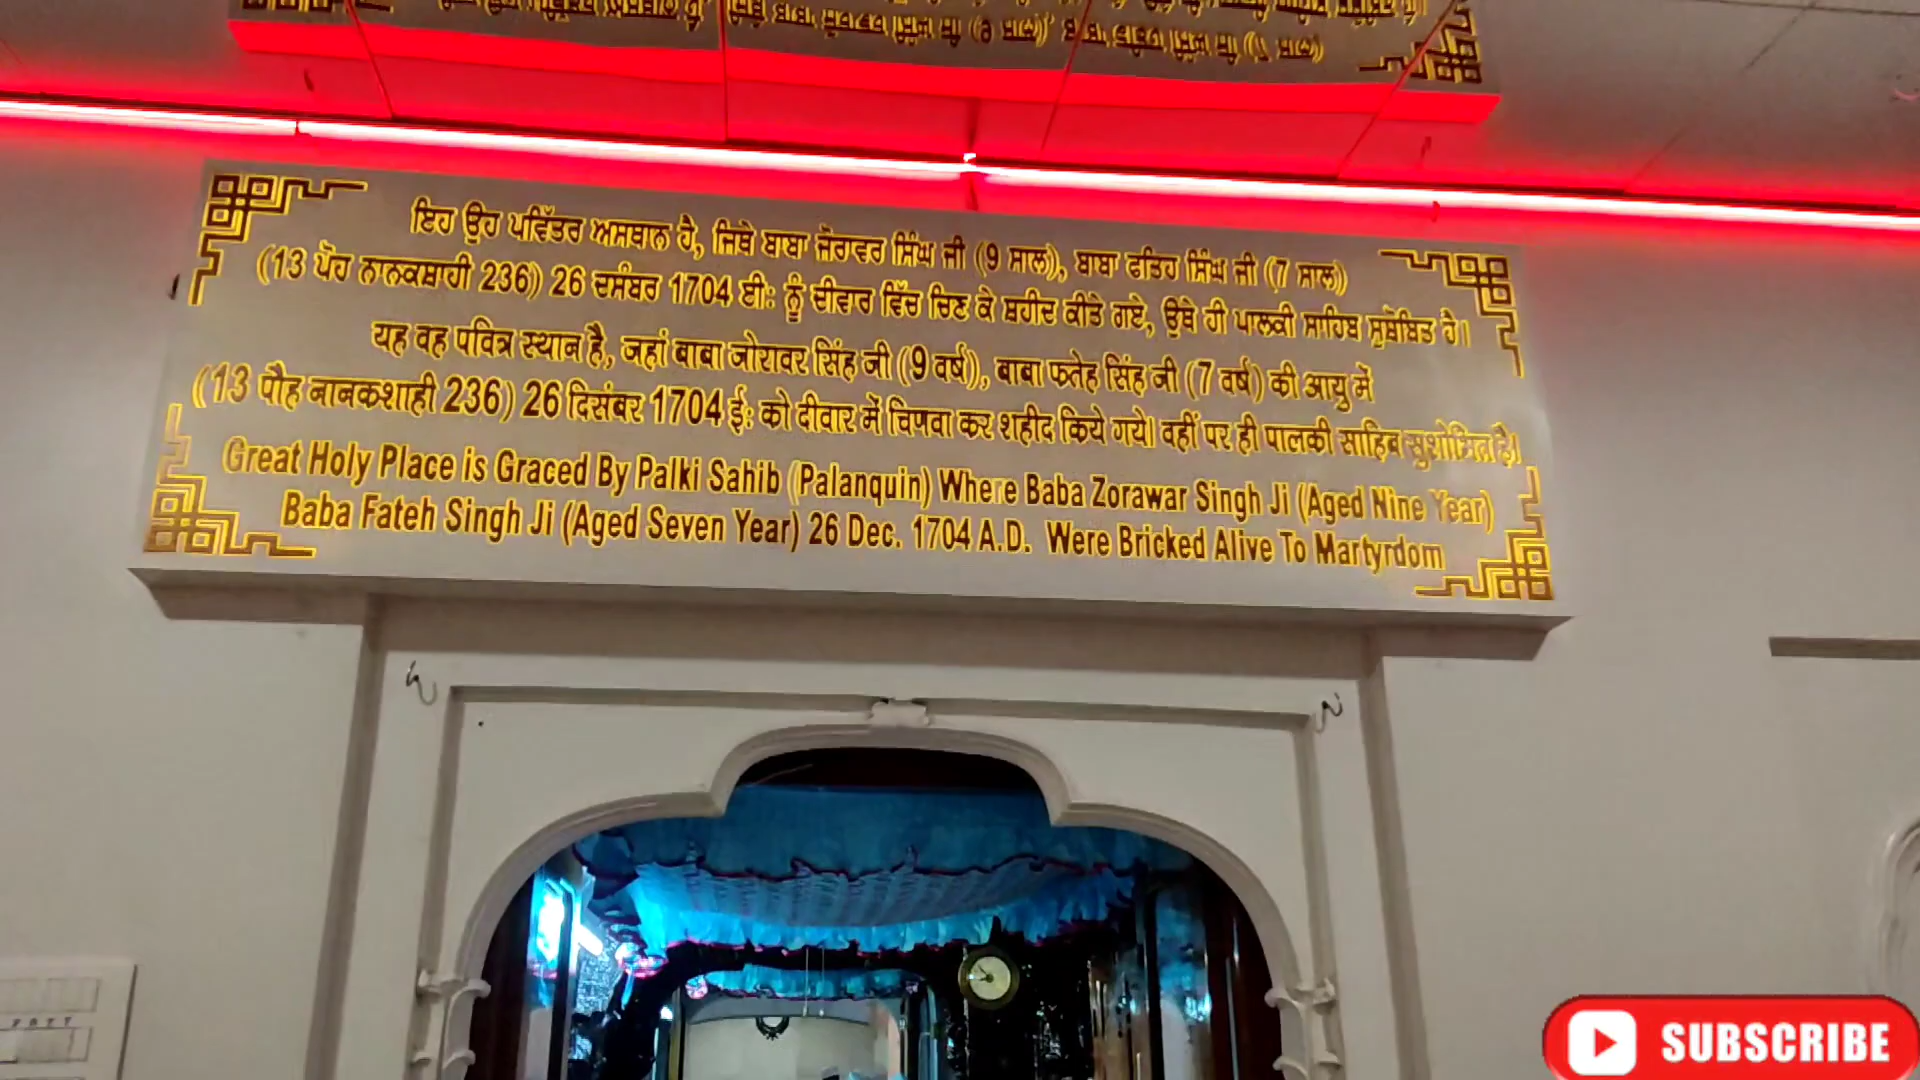 ਇਹ ਉਹ ਪਵਿੱਤਰ ਅਸਥਾਨ ਹੈ, ਜਿਥੇ ਬਾਬਾ ਜੋਰਾਵਰ ਸਿੰਘ ਜੀ (9 ਸਾਲ), ਬਾਬਾ ਫਤਿਹ ਸਿੰਘ ਜੀ (7 ਸਾਲ)
(13 ਪੋਹ ਨਾਨਕਸ਼ਾਹੀ 236) 26 ਦਸੰਬਰ 1704 ਈਃ ਨੂੰ ਦੀਵਾਰ ਵਿੱਚ ਚਿਣ ਕੇ ਸ਼ਹੀਦ ਕੀਤੇ ਗਏ, ਉਥੇ ਹੀ ਪਾਲਕੀ ਸਾਹਿਬ ਸੁਸ਼ੋਭਿਤ ਹੈ।
यह वह पवित्र स्थान है, जहां बाबा जोरावर सिंह जी (9 वर्ष), बाबा फतेह सिंह जी (7 वर्ष) की आयु में
(13 पौह नानकशाही 236) 26 दिसंबर 1704 ईः को दीवार में चिणवा कर शहीद किये गये। वहीं पर ही पालकी साहिब सुशोभित है।
Great Holy Place is Graced By Palki Sahib (Palanquin) Where Baba Zorawar Singh Ji (Aged Nine Year)
Baba Fateh Singh Ji (Aged Seven Year) 26 Dec. 1704 A.D. Were Bricked Alive To Martyrdom
SUBSCRIBE